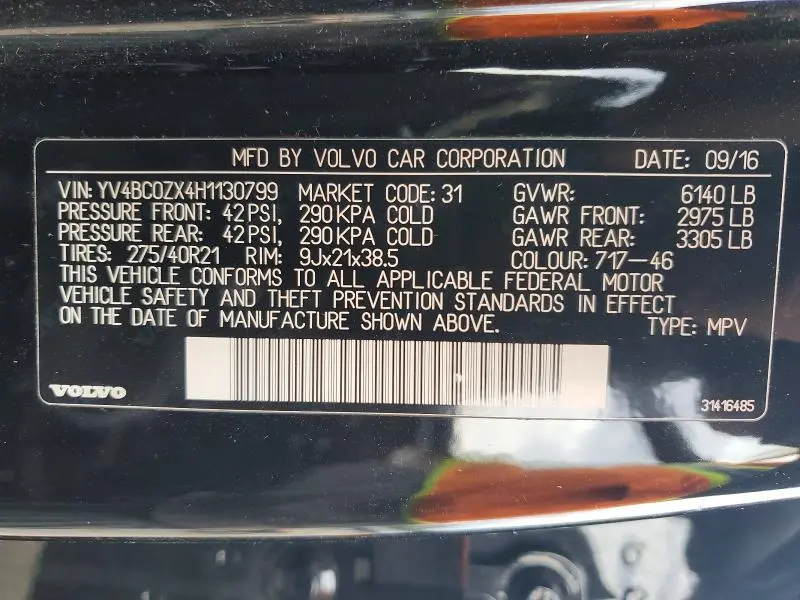 MFD BY VOLVO CAR CORPORATION DATE: 09/16
VIN: YV4BC0ZX4H1130799 MARKET CODE: 31 GVWR: 6140 LB
PRESSURE FRONT: 42 PSI, 290 KPA COLD GAWR FRONT: 2975 LB
PRESSURE REAR: 42 PSI, 290 KPA COLD GAWR REAR: 3305 LB
TIRES: 275/40R21 RIM: 9Jx21x38.5 COLOUR: 717-46
THIS VEHICLE CONFORMS TO ALL APPLICABLE FEDERAL MOTOR
VEHICLE SAFETY AND THEFT PREVENTION STANDARDS IN EFFECT
ON THE DATE OF MANUFACTURE SHOWN ABOVE. TYPE: MPV
VOLVO 31416485